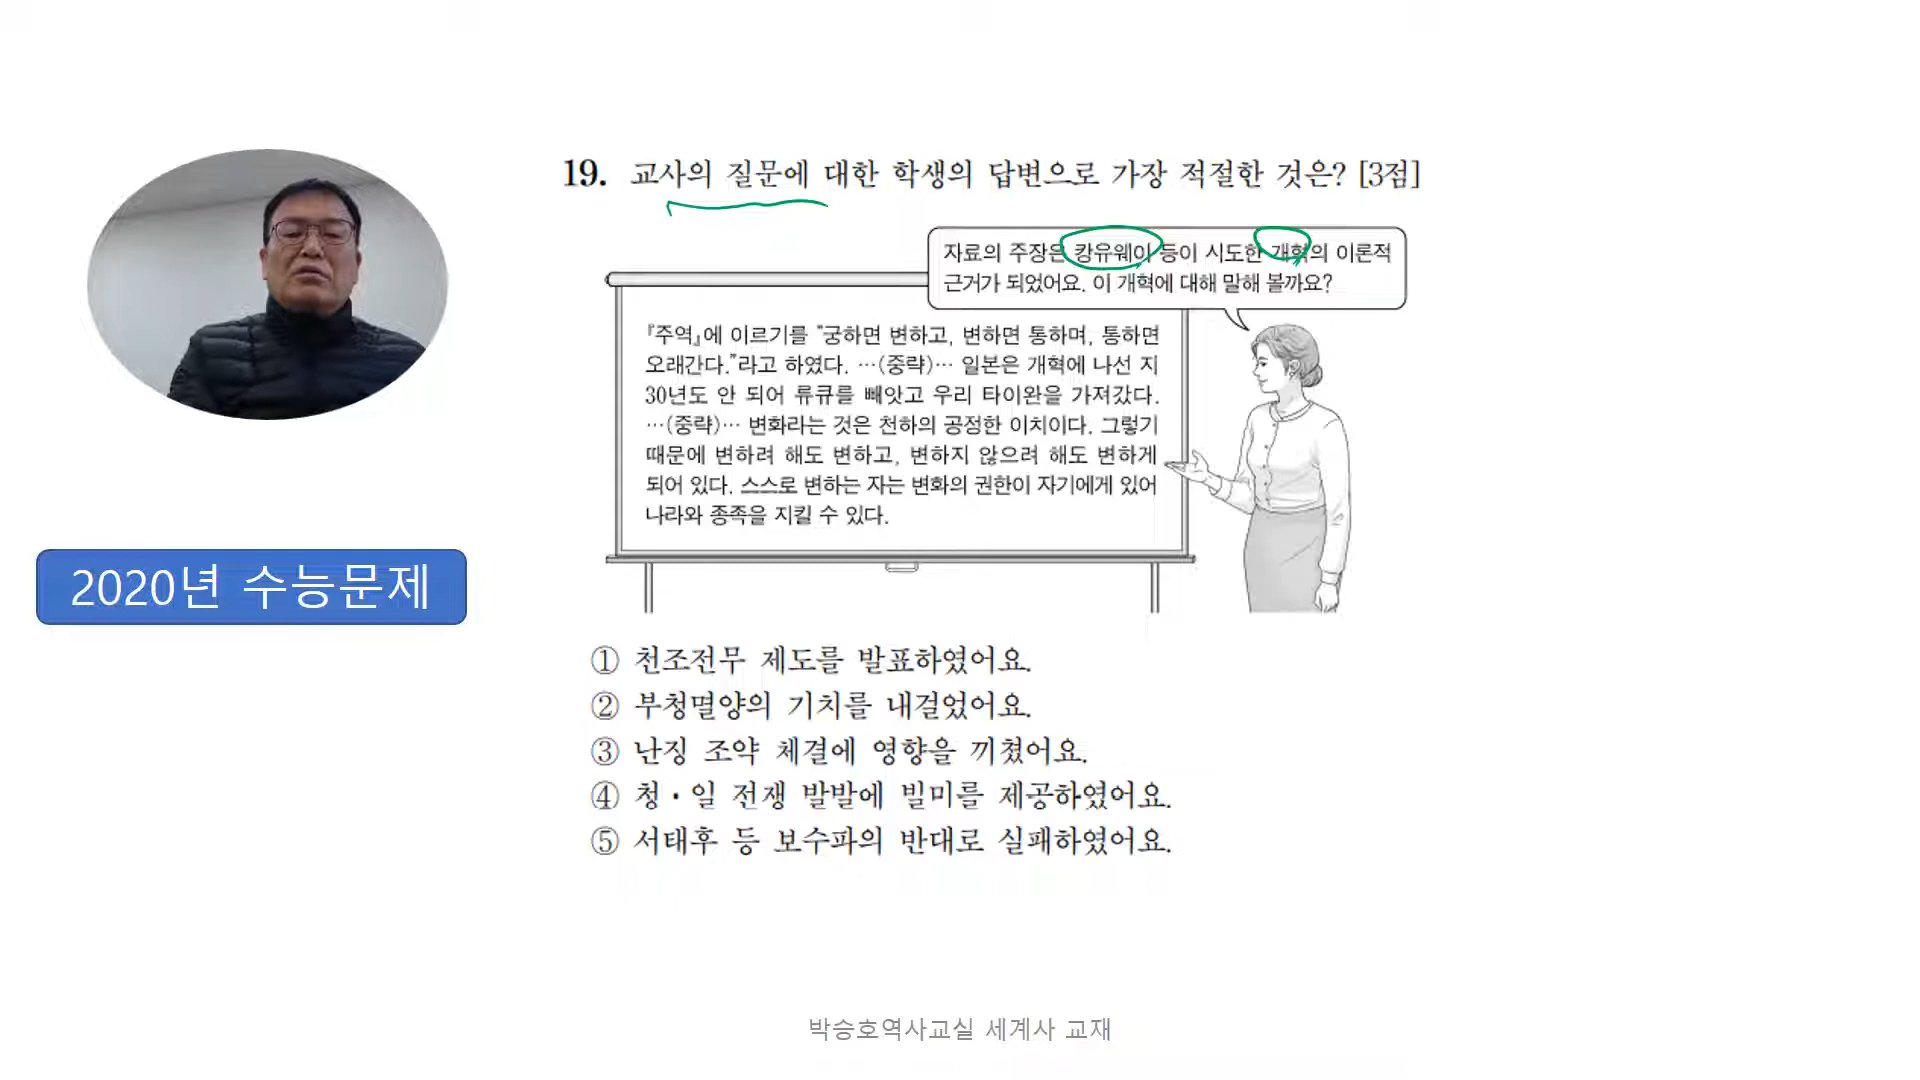 19. 교사의 질문에 대한 학생의 답변으로 가장 적절한 것은? [3점]
자료의 주장은 캉유웨이 등이 시도한 개혁의 이론적
근거가 되었어요. 이 개혁에 대해 말해 볼까요?
『주역』에 이르기를 “궁하면 변하고, 변하면 통하며, 통하면
오래간다.”라고 하였다. …(중략)… 일본은 개혁에 나선 지
30년도 안 되어 류큐를 빼앗고 우리 타이완을 가져갔다.
…(중략)… 변화라는 것은 천하의 공정한 이치이다. 그렇기
때문에 변하려 해도 변하고, 변하지 않으려 해도 변하게
되어 있다. 스스로 변하는 자는 변화의 권한이 자기에게 있어
나라와 종족을 지킬 수 있다.
2020년 수능문제
① 천조전무 제도를 발표하였어요.
② 부청멸양의 기치를 내걸었어요.
③ 난징 조약 체결에 영향을 끼쳤어요.
④ 청·일 전쟁 발발에 빌미를 제공하였어요.
⑤ 서태후 등 보수파의 반대로 실패하였어요.
박승호역사교실 세계사 교재